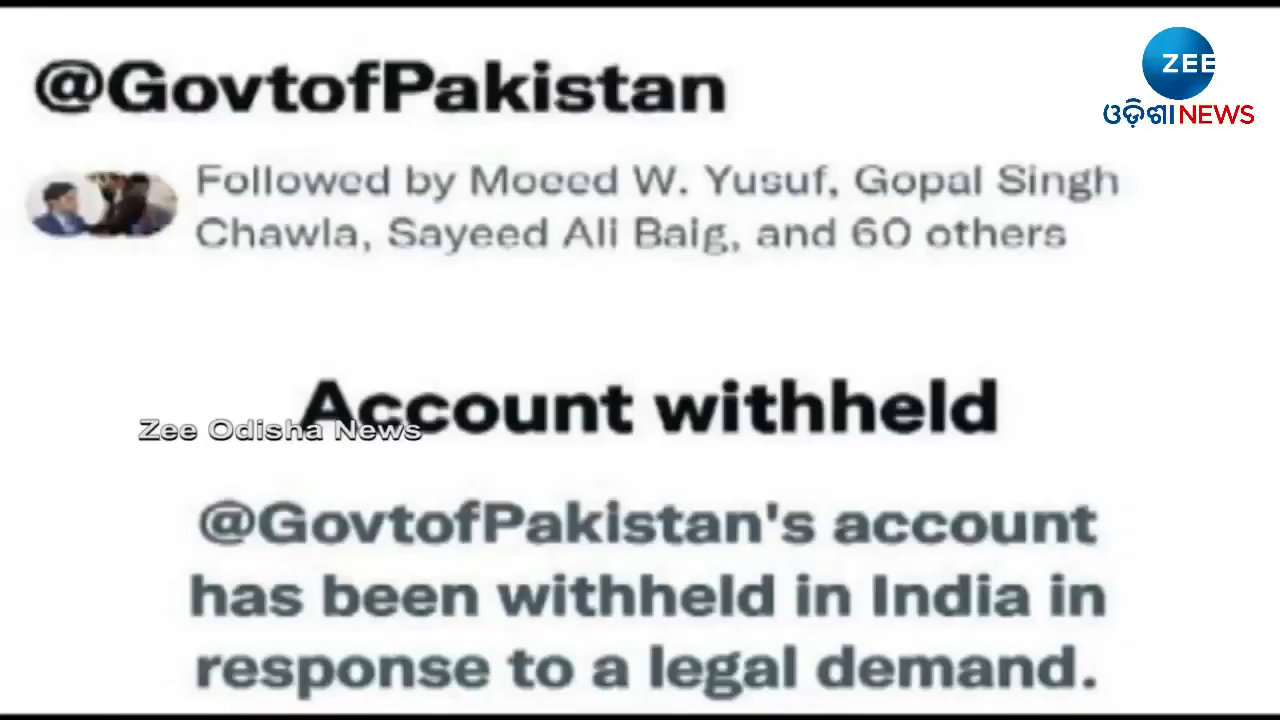 @GovtofPakistan
ZEE
ଓଡ଼ିଶା NEWS
Followed by Moeed W. Yusuf, Gopal Singh
Chawla, Sayeed Ali Baig, and 60 others
Account withheld
Zee Odisha News
@GovtofPakistan's account
has been withheld in India in
response to a legal demand.